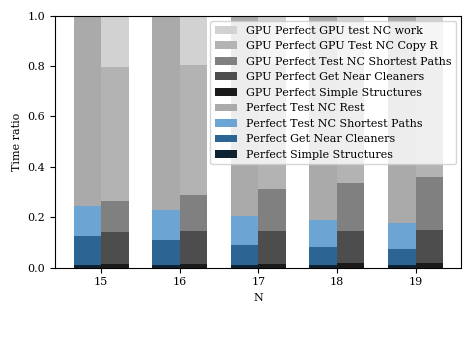 1.0
0.8
0.6
0.4
0.2
0.0
Time ratio
GPU Perfect GPU test NC work
GPU Perfect GPU Test NC Copy R
GPU Perfect Test NC Shortest Paths
GPU Perfect Get Near Cleaners
GPU Perfect Simple Structures
Perfect Test NC Rest
Perfect Test NC Shortest Paths
Perfect Get Near Cleaners
Perfect Simple Structures
15 16 17 18 19
N